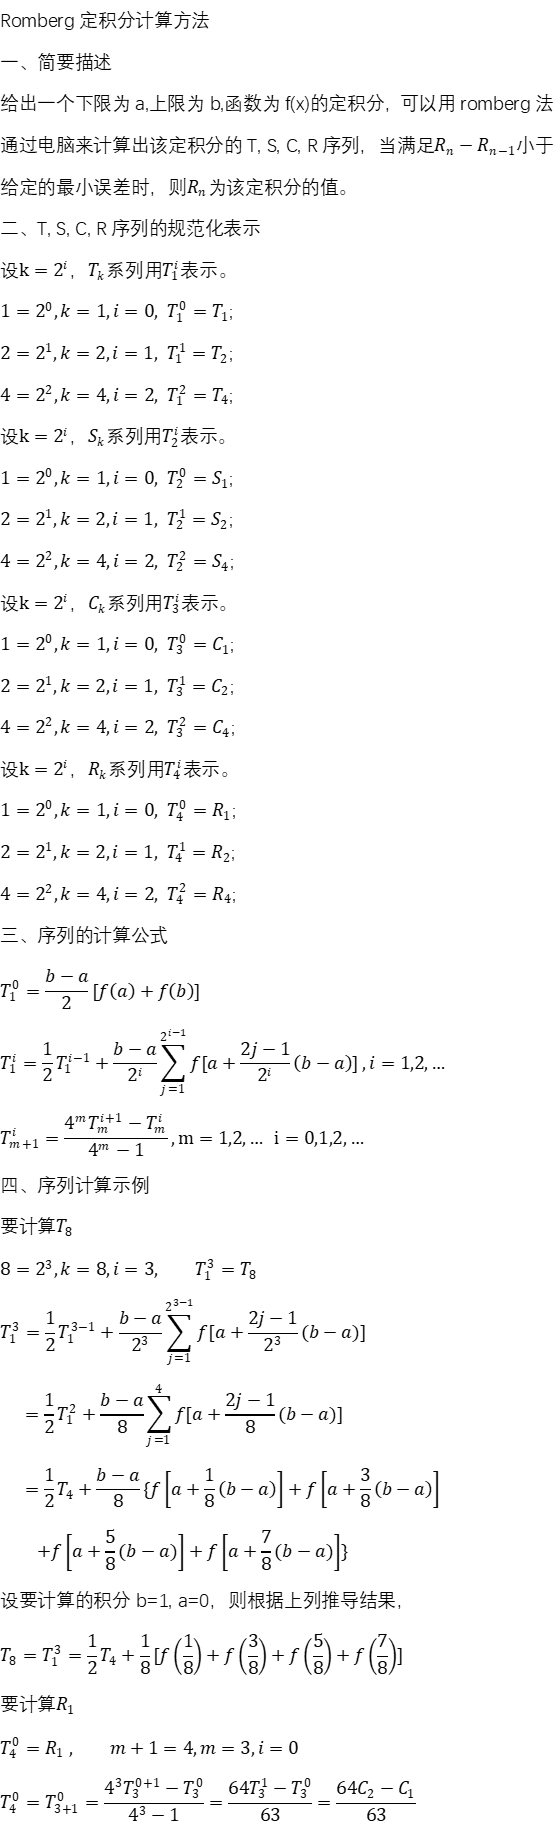 Romberg 定积分计算方法
一、简要描述
给出一个下限为 a,上限为 b,函数为 f(x)的定积分，可以用 romberg 法
通过电脑来计算出该定积分的 T, S, C, R 序列，当满足$R_n - R_{n-1}$小于
给定的最小误差时，则$R_n$为该定积分的值。
二、T, S, C, R 序列的规范化表示
设$\mathrm{k} = 2^i$，$T_k$系列用$T_1^i$表示。
$1 = 2^0, k = 1, i = 0,\ T_1^0 = T_1$;
$2 = 2^1, k = 2, i = 1,\ T_1^1 = T_2$;
$4 = 2^2, k = 4, i = 2,\ T_1^2 = T_4$;
设$\mathrm{k} = 2^i$，$S_k$系列用$T_2^i$表示。
$1 = 2^0, k = 1, i = 0,\ T_2^0 = S_1$;
$2 = 2^1, k = 2, i = 1,\ T_2^1 = S_2$;
$4 = 2^2, k = 4, i = 2,\ T_2^2 = S_4$;
设$\mathrm{k} = 2^i$，$C_k$系列用$T_3^i$表示。
$1 = 2^0, k = 1, i = 0,\ T_3^0 = C_1$;
$2 = 2^1, k = 2, i = 1,\ T_3^1 = C_2$;
$4 = 2^2, k = 4, i = 2,\ T_3^2 = C_4$;
设$\mathrm{k} = 2^i$，$R_k$系列用$T_4^i$表示。
$1 = 2^0, k = 1, i = 0,\ T_4^0 = R_1$;
$2 = 2^1, k = 2, i = 1,\ T_4^1 = R_2$;
$4 = 2^2, k = 4, i = 2,\ T_4^2 = R_4$;
三、序列的计算公式
$T_1^0 = \frac{b-a}{2}[f(a) + f(b)]$
$T_1^i = \frac{1}{2}T_1^{i-1} + \frac{b-a}{2^i}\sum_{j=1}^{2^{i-1}} f[a + \frac{2j-1}{2^i}(b-a)], i = 1,2, \ldots$
$T_{m+1}^i = \frac{4^m T_m^{i+1} - T_m^i}{4^m - 1}, \mathrm{m} = 1,2, \ldots\ \mathrm{i} = 0,1,2, \ldots$
四、序列计算示例
要计算$T_8$
$8 = 2^3, k = 8, i = 3, \quad T_1^3 = T_8$
$T_1^3 = \frac{1}{2}T_1^{3-1} + \frac{b-a}{2^3}\sum_{j=1}^{2^{3-1}} f[a + \frac{2j-1}{2^3}(b-a)]$
$= \frac{1}{2}T_1^2 + \frac{b-a}{8}\sum_{j=1}^{4} f[a + \frac{2j-1}{8}(b-a)]$
$= \frac{1}{2}T_4 + \frac{b-a}{8}\{f\left[a + \frac{1}{8}(b-a)\right] + f\left[a + \frac{3}{8}(b-a)\right]$
$+ f\left[a + \frac{5}{8}(b-a)\right] + f\left[a + \frac{7}{8}(b-a)\right]\}$
设要计算的积分 b=1, a=0，则根据上列推导结果，
$T_8 = T_1^3 = \frac{1}{2}T_4 + \frac{1}{8}[f\left(\frac{1}{8}\right) + f\left(\frac{3}{8}\right) + f\left(\frac{5}{8}\right) + f\left(\frac{7}{8}\right)]$
要计算$R_1$
$T_4^0 = R_1, \quad m + 1 = 4, m = 3, i = 0$
$T_4^0 = T_{3+1}^0 = \frac{4^3 T_3^{0+1} - T_3^0}{4^3 - 1} = \frac{64T_3^1 - T_3^0}{63} = \frac{64C_2 - C_1}{63}$